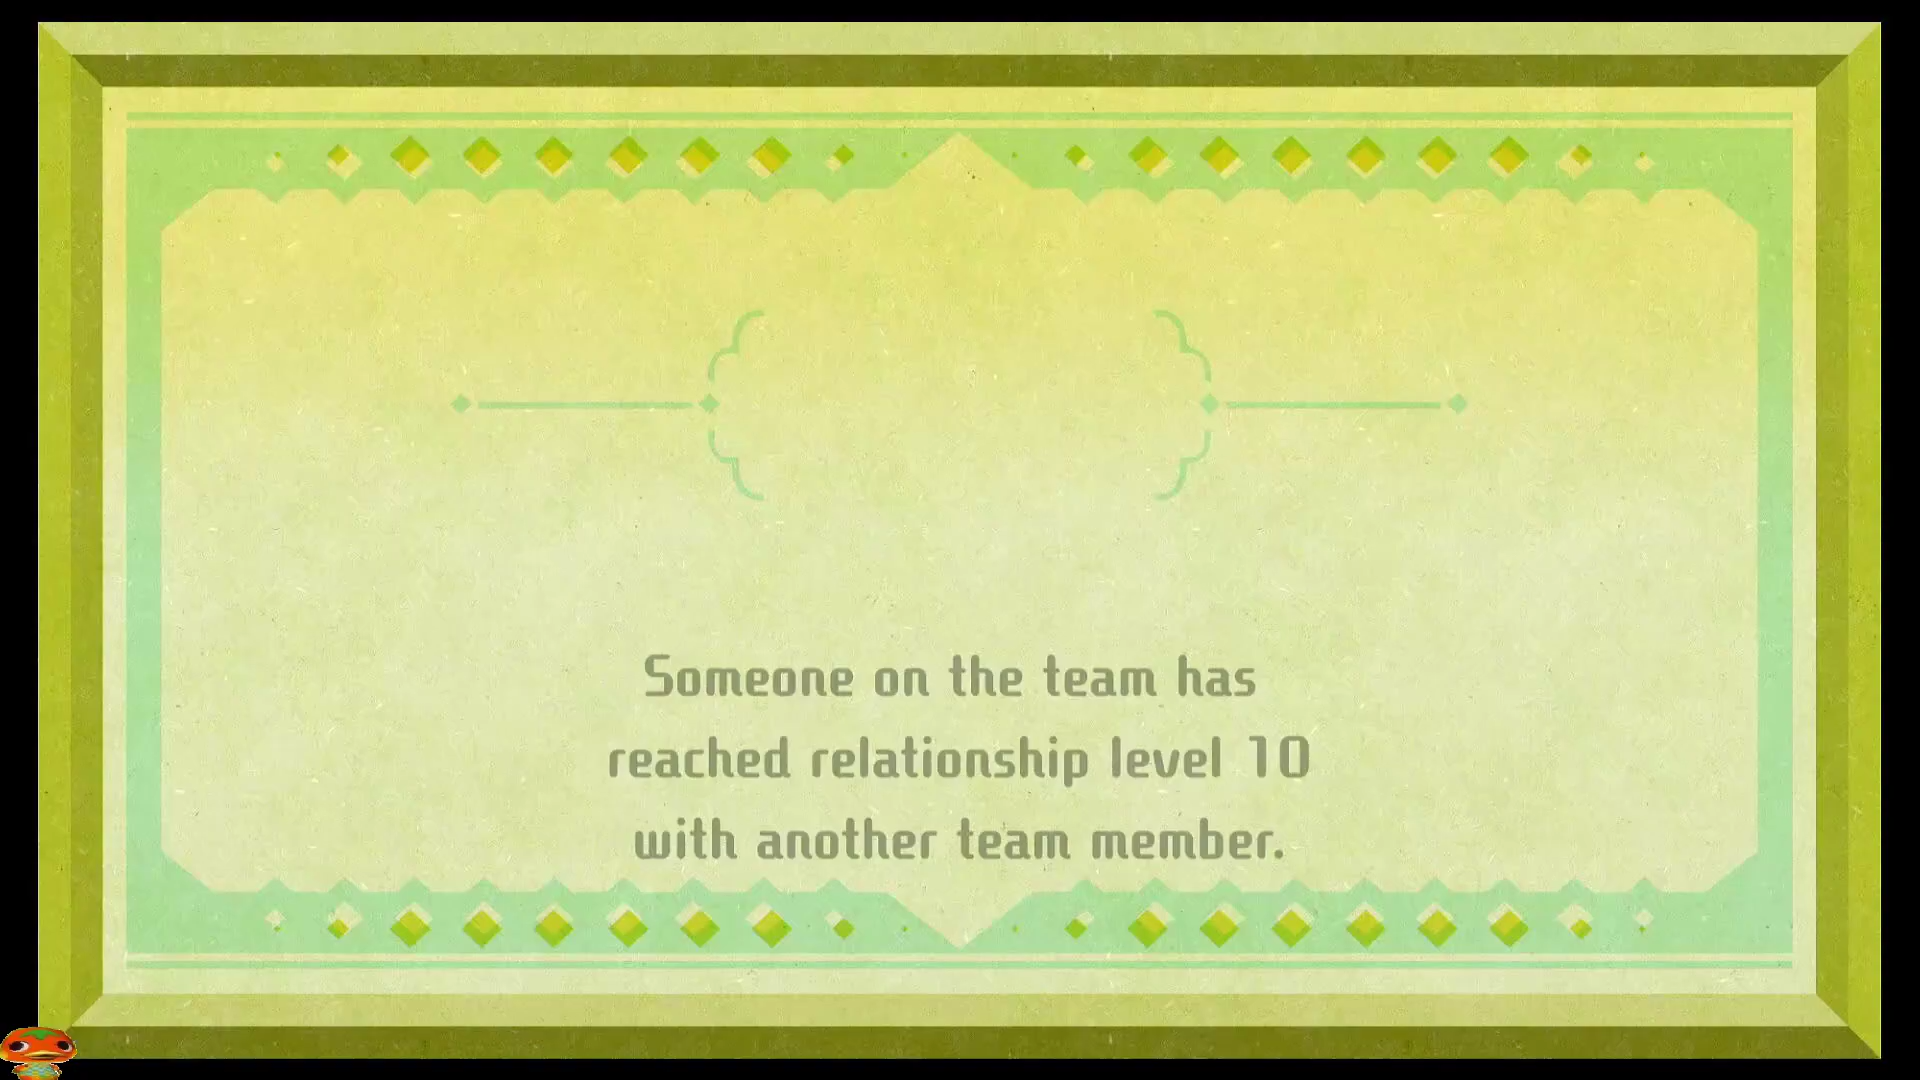 Someone on the team has
reached relationship level 10
with another team member.